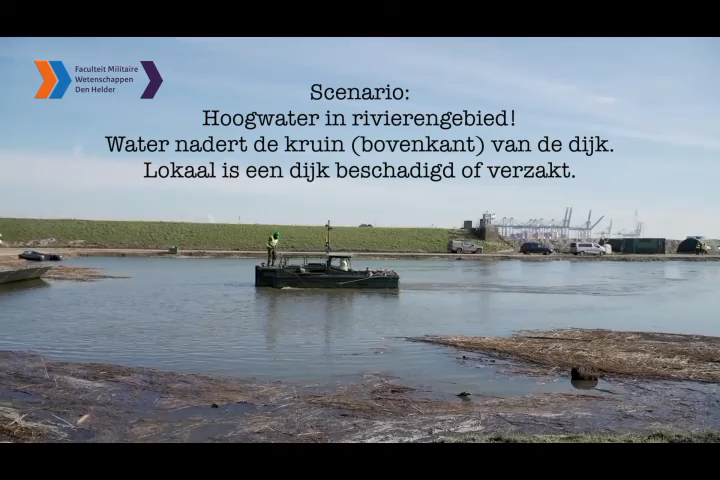 Faculteit Militaire
Wetenschappen
Den Helder
Scenario:
Hoogwater in rivierengebied!
Water nadert de kruin (bovenkant) van de dijk.
Lokaal is een dijk beschadigd of verzakt.